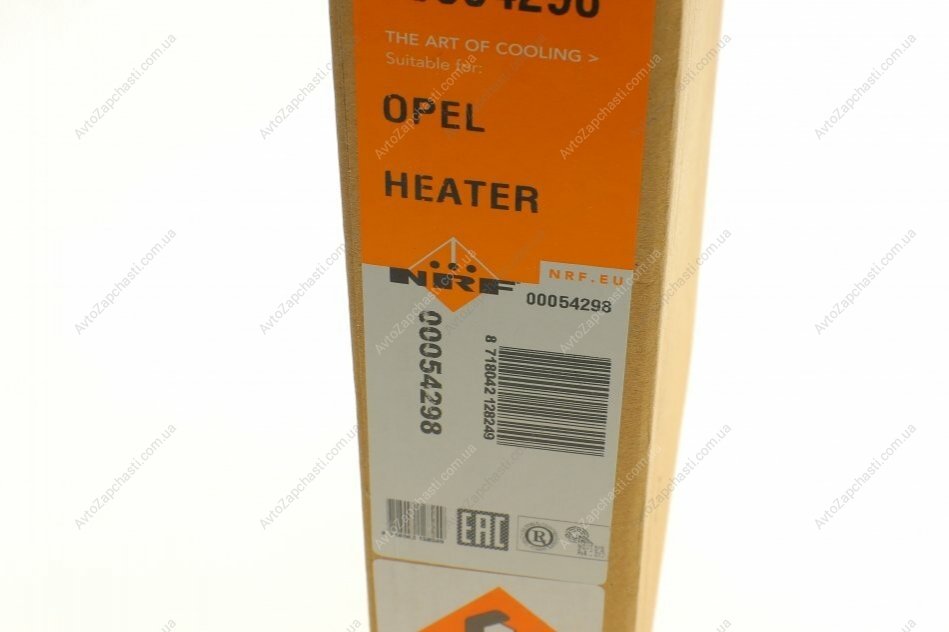 00054298
THE ART OF COOLING >
Suitable for:
OPEL
HEATER
NRF
NRF.EU
00054298
00054298
8 718042 128249
EAC
R
AvtoZapchasti.com.ua